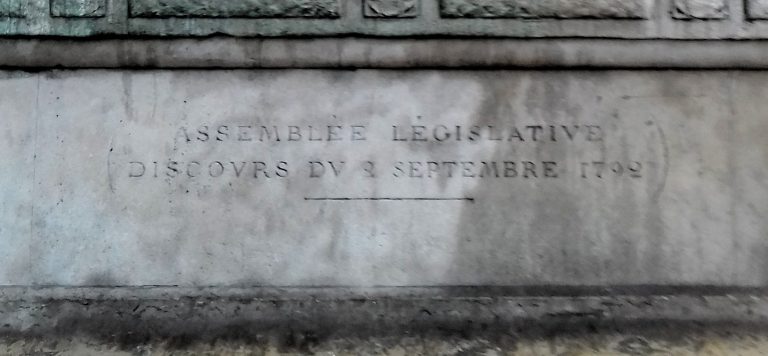 ASSEMBLÉE LÉGISLATIVE
(DISCOVRS DV 2 SEPTEMBRE 1792)